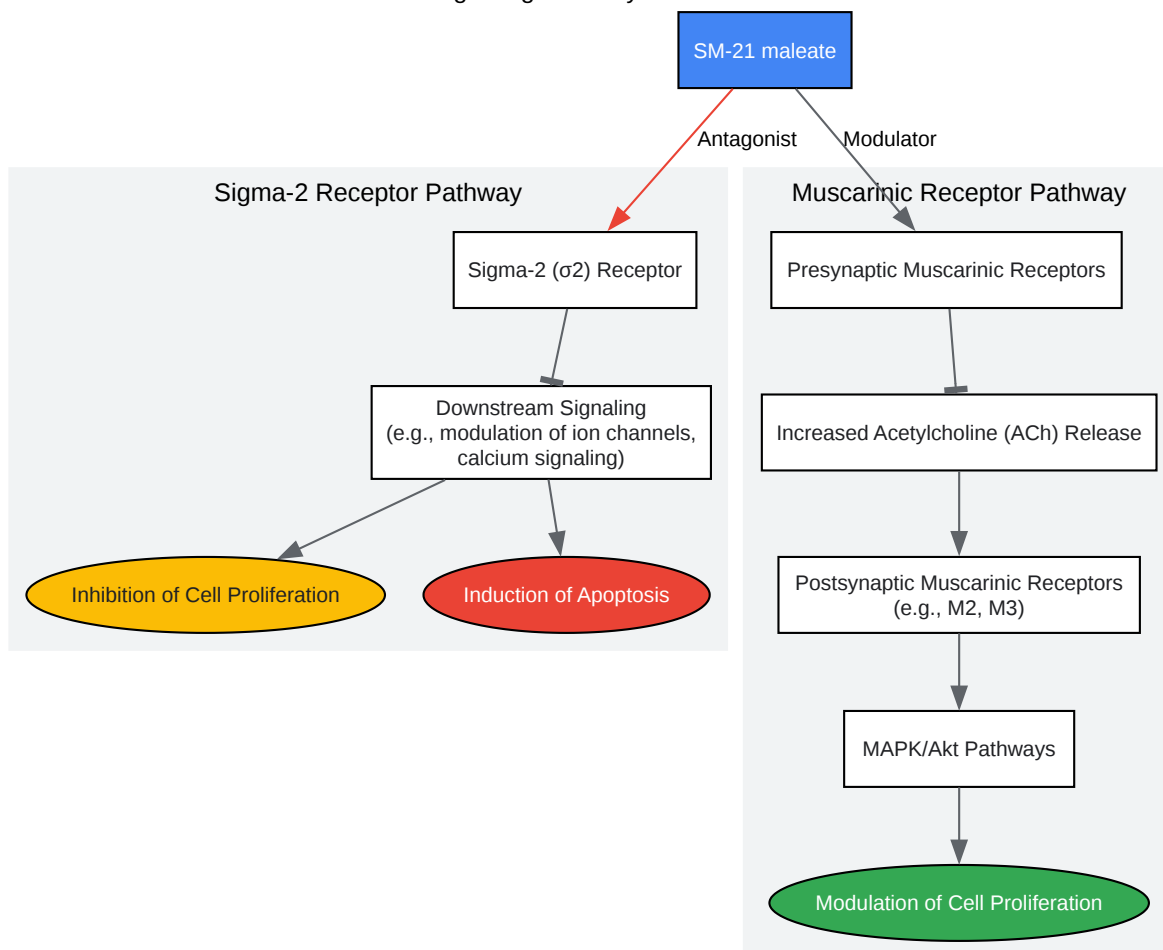 SM-21 maleate
Antagonist
Modulator
Sigma-2 Receptor Pathway
Muscarinic Receptor Pathway
Sigma-2 (σ2) Receptor
Presynaptic Muscarinic Receptors
Downstream Signaling
(e.g., modulation of ion channels,
calcium signaling)
Increased Acetylcholine (ACh) Release
Inhibition of Cell Proliferation
Induction of Apoptosis
Postsynaptic Muscarinic Receptors
(e.g., M2, M3)
MAPK/Akt Pathways
Modulation of Cell Proliferation